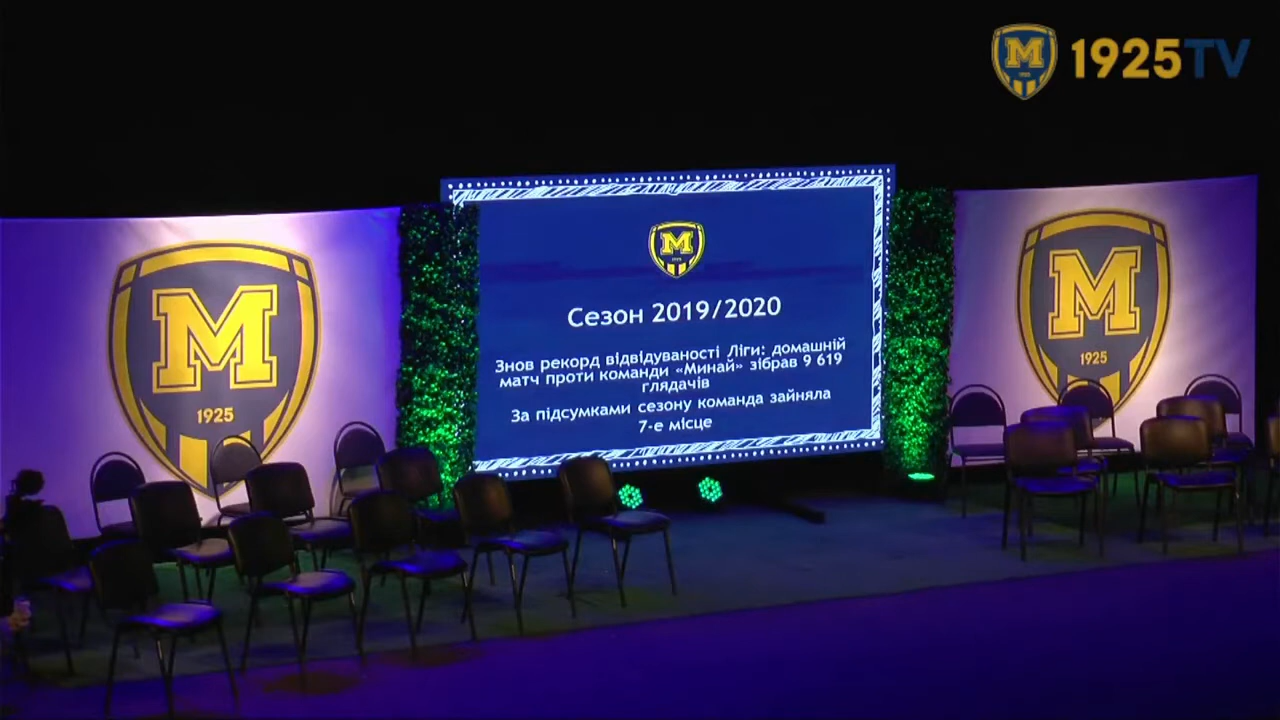 M 1925TV
M
Сезон 2019/2020
Знов рекорд відвідуваності Ліги: домашній
матч проти команди «Минай» зібрав 9 619
глядачів
За підсумками сезону команда зайняла
7-е місце
M
1925
M
1925